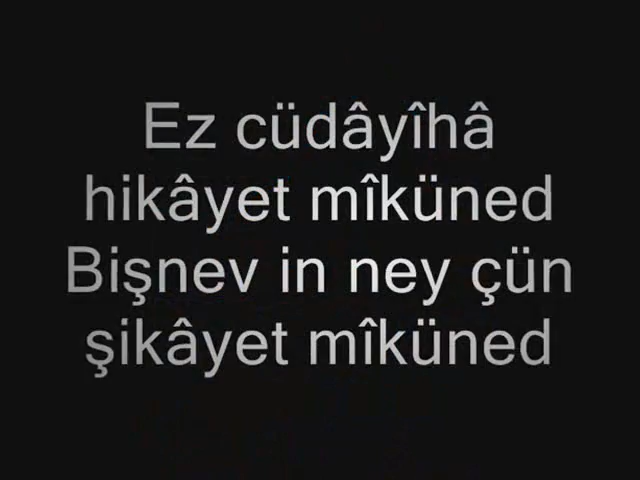 Ez cüdâyîhâ
hikâyet mîküned
Bişnev in ney çün
şikâyet mîküned